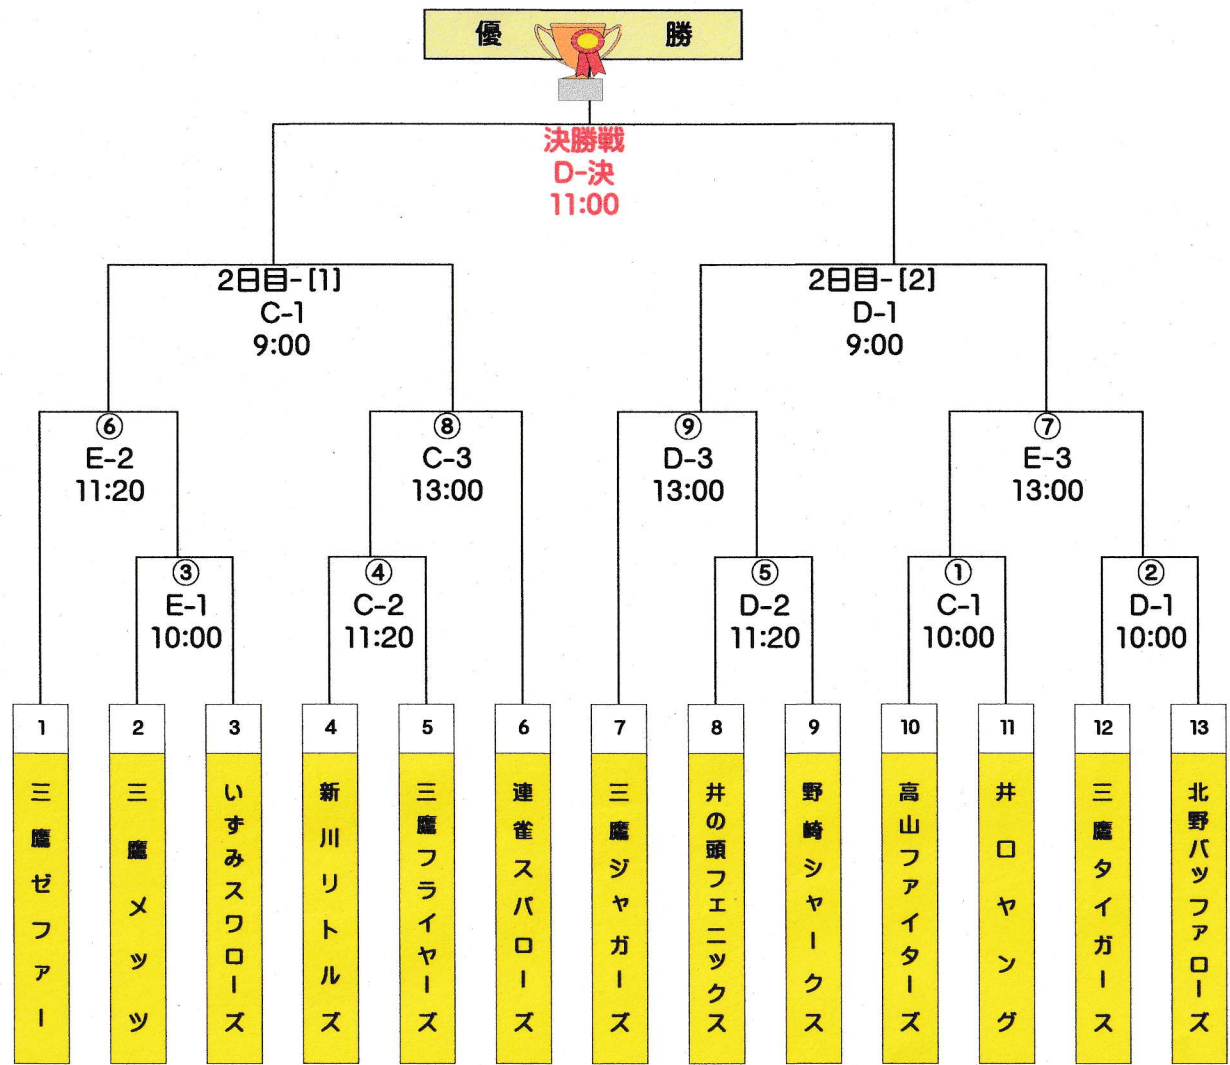 優 勝
決勝戦
D-決
11:00
2日目-[1]
C-1
9:00
2日目-[2]
D-1
9:00
⑥
E-2
11:20
⑧
C-3
13:00
⑨
D-3
13:00
⑦
E-3
13:00
③
E-1
10:00
④
C-2
11:20
⑤
D-2
11:20
①
C-1
10:00
②
D-1
10:00
1
三鷹ゼファー
2
三鷹メッツ
3
いずみスワローズ
4
新川リトルズ
5
三鷹フライヤーズ
6
連雀スパローズ
7
三鷹ジャガーズ
8
井の頭フェニックス
9
野崎シャークス
10
高山ファイターズ
11
井口ヤング
12
三鷹タイガース
13
北野バッファローズ